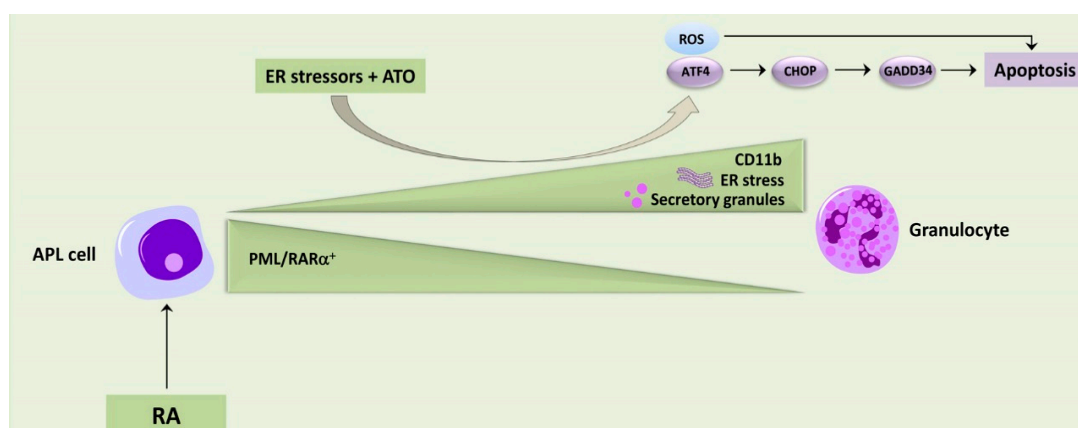 ROS
ER stressors + ATO
ATF4
CHOP
GADD34
Apoptosis
CD11b
ER stress
Secretory granules
APL cell
PML/RARα⁺
Granulocyte
RA